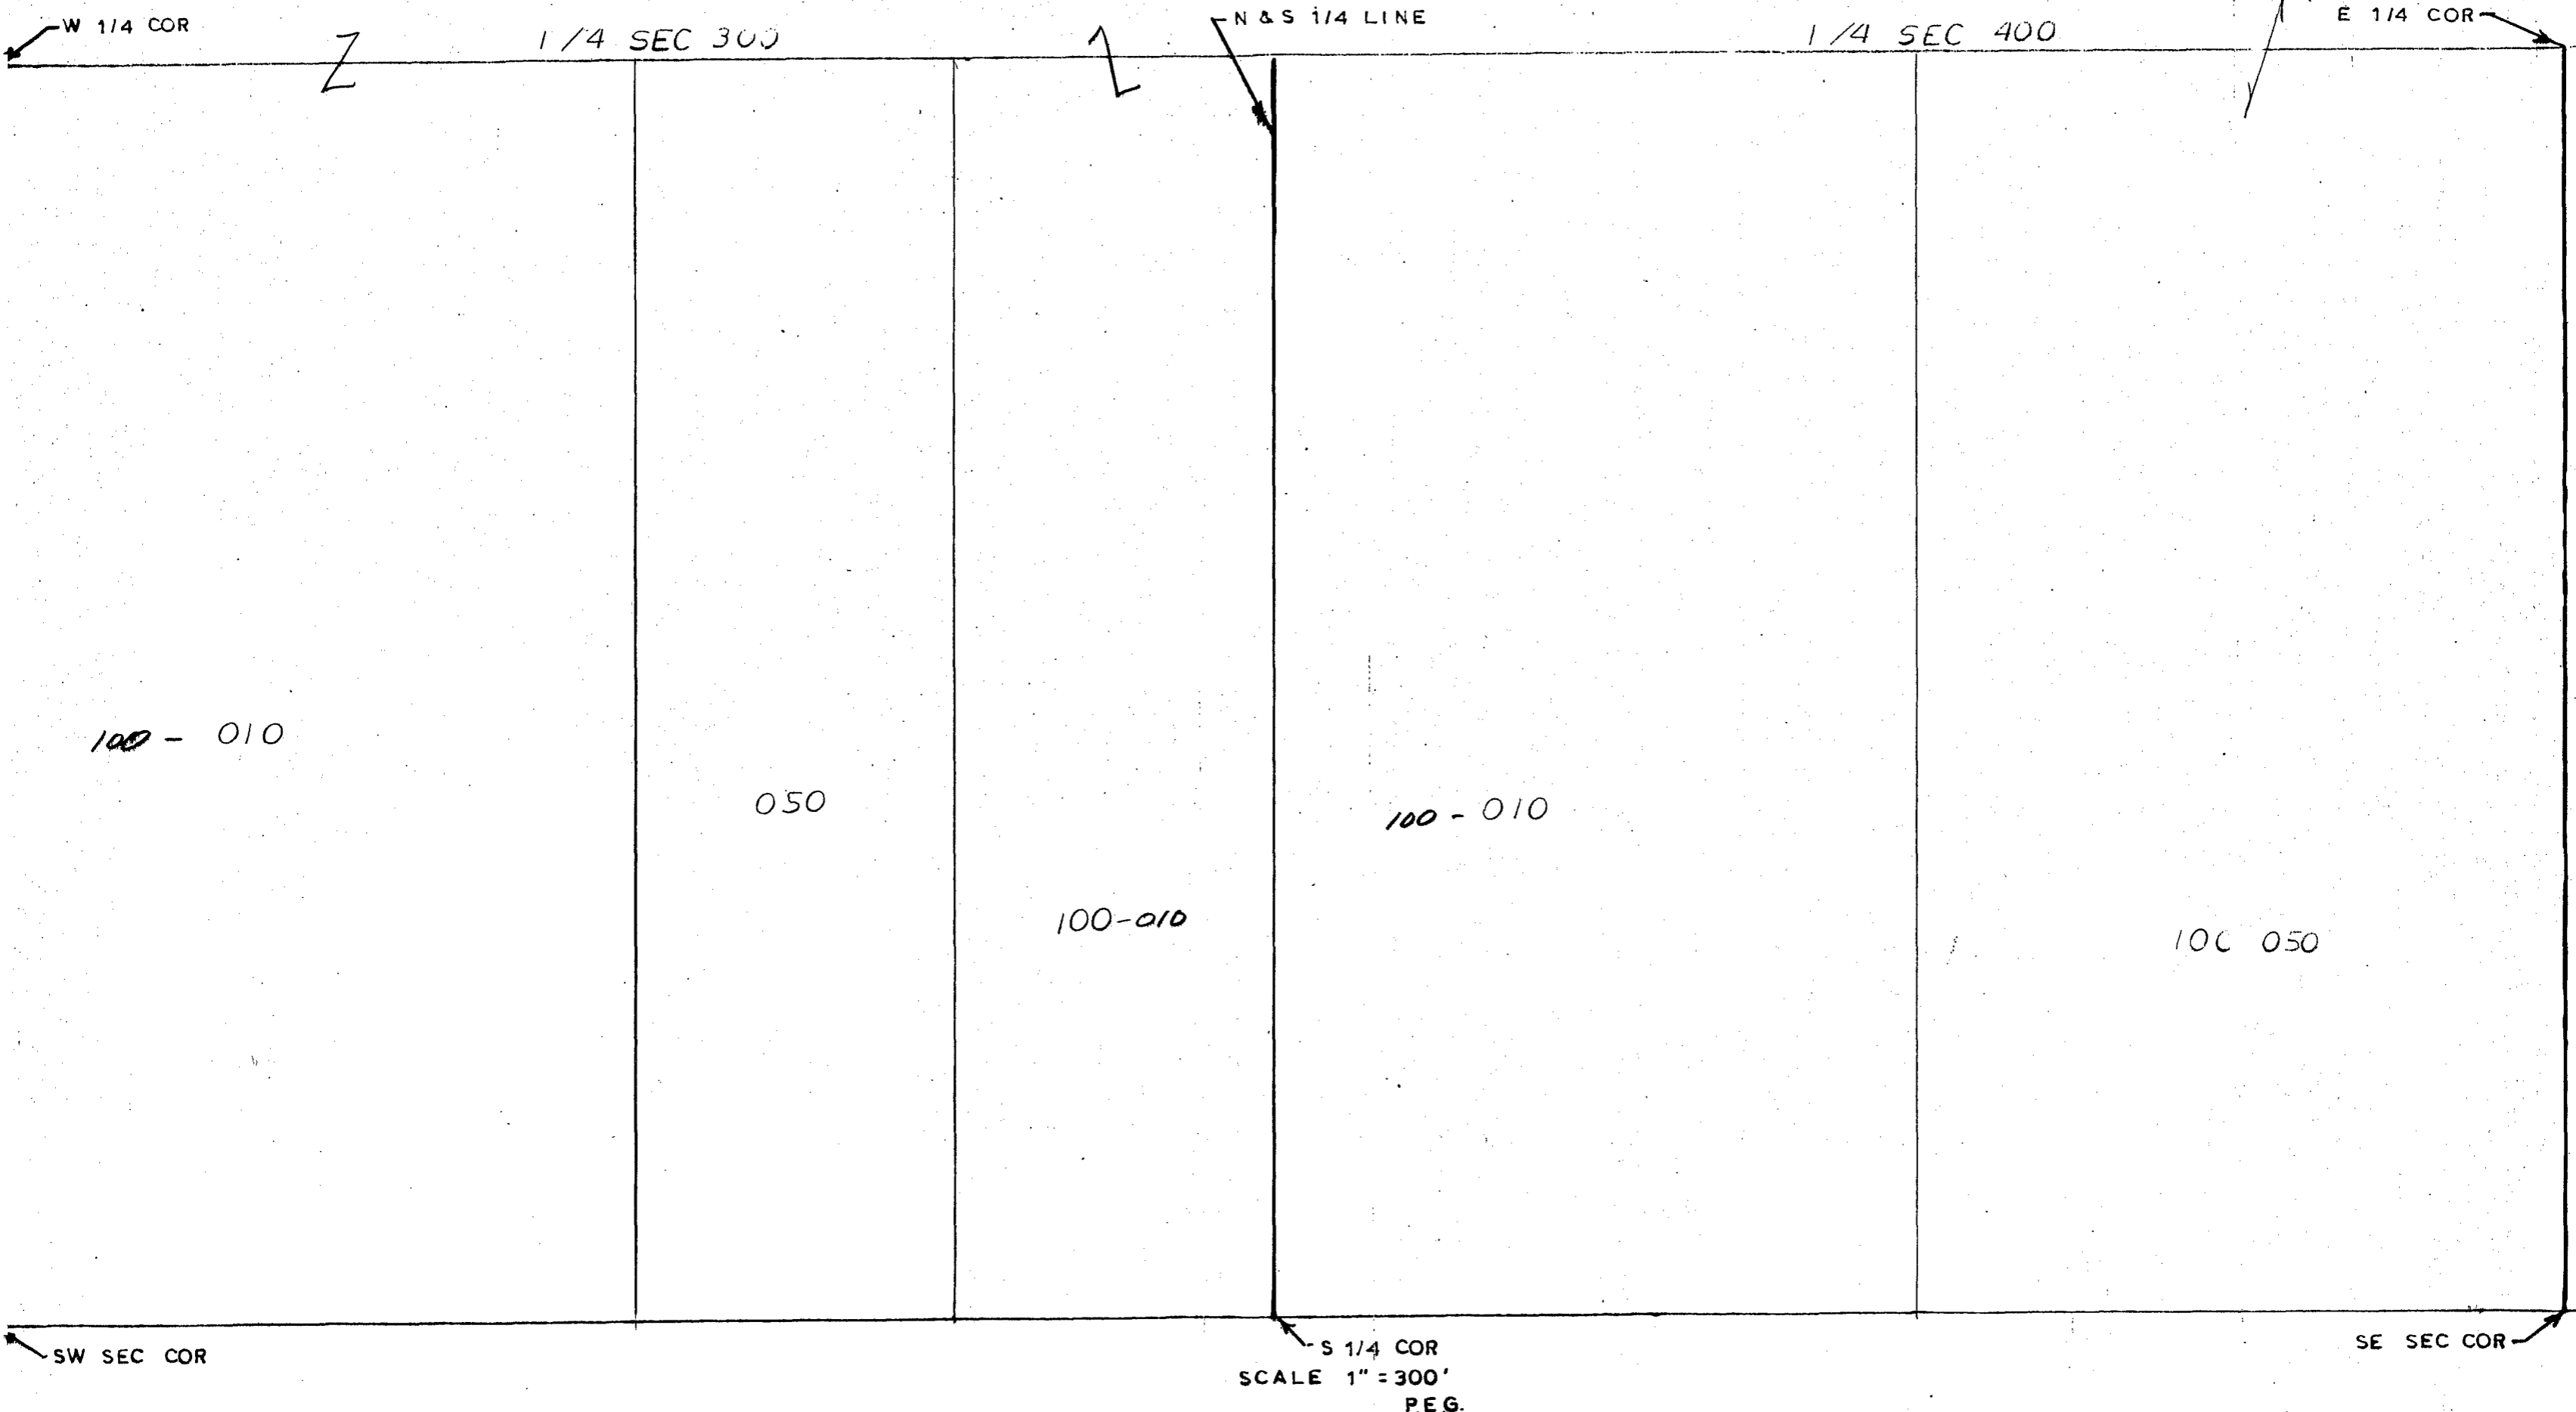 W 1/4 COR
1/4 SEC 300
N & S 1/4 LINE
1/4 SEC 400
E 1/4 COR
100 - 010
050
100-010
100 - 010
10C 050
SW SEC COR
S 1/4 COR
SE SEC COR
SCALE 1" = 300'
P.E.G.